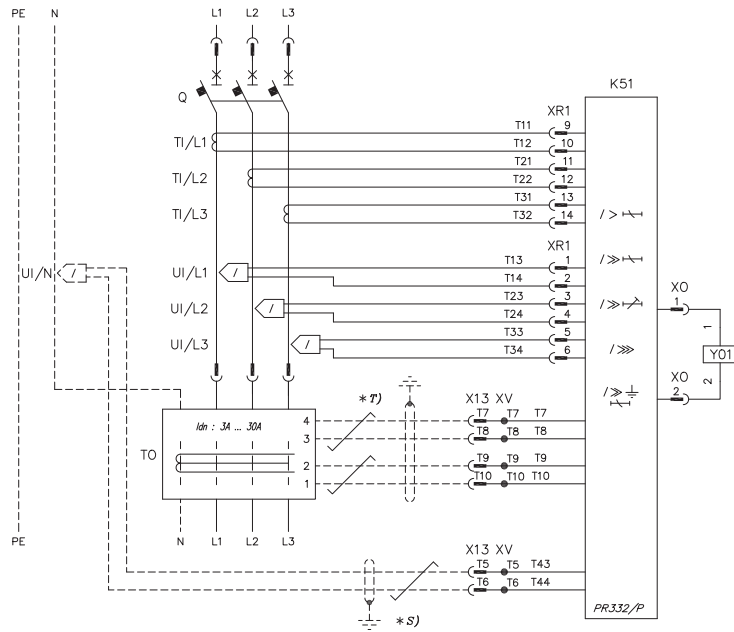 PE N L1 L2 L3
K51
Q
XR1
TI/L1 T11 9
T12 10
TI/L2 T21 11
T22 12
TI/L3 T31 13
T32 14
/ >
XR1
UI/N / UI/L1 / T13 1
T14 2
/ ≫
UI/L2 / T23 3
T24 4
/ ≫
XO
1
UI/L3 / T33 5
T34 6
/ ⋙
1
YO1
2
XO
2
/ ≫
*T) X13 XV
Idn : 3A ... 30A 4 T7 T7 T7
3 T8 T8 T8
TO 2 T9 T9 T9
1 T10 T10 T10
PE N L1 L2 L3
X13 XV
T5 T5 T43
T6 T6 T44
*S)
PR332/P